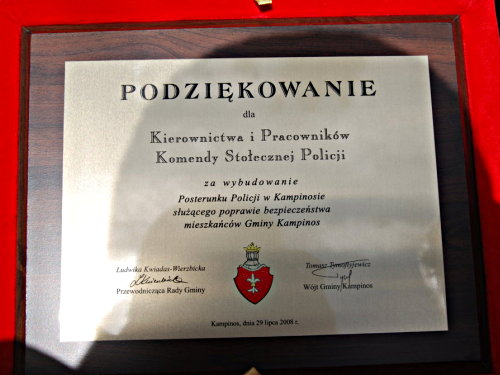 PODZIĘKOWANIE
dla
Kierownictwa i Pracowników
Komendy Stołecznej Policji
za wybudowanie
Posterunku Policji w Kampinosie
służącego poprawie bezpieczeństwa
mieszkańców Gminy Kampinos
Ludwika Kwiadas-Wierzbicka
Przewodnicząca Rady Gminy
Tomasz Tymoftyjewicz
Wójt Gminy Kampinos
Kampinos, dnia 29 lipca 2008 r.